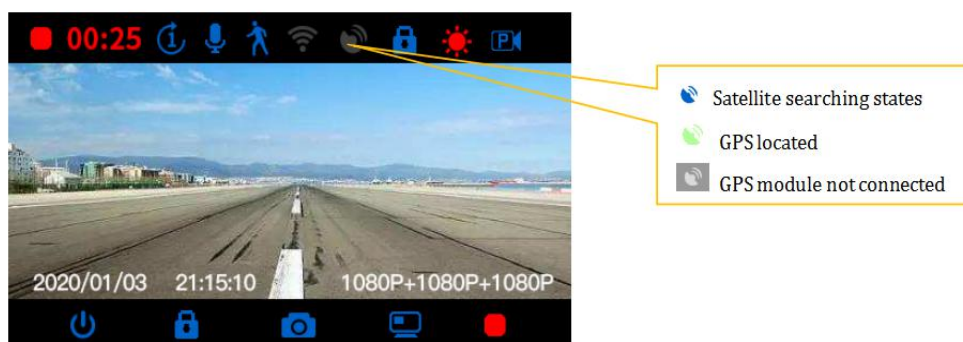 00:25
1
P
Satellite searching states
GPS located
GPS module not connected
2020/01/03 21:15:10 1080P+1080P+1080P